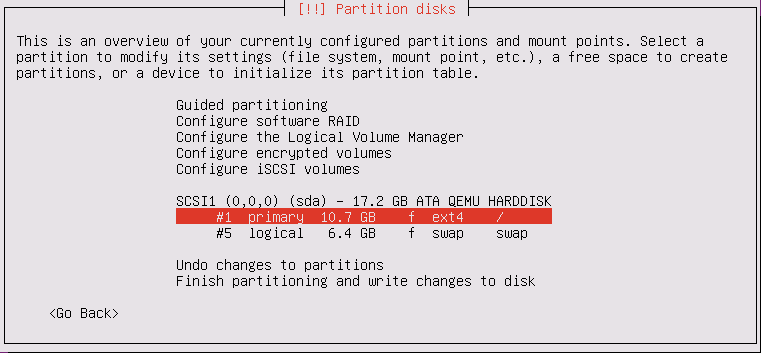 [!!] Partition disks
This is an overview of your currently configured partitions and mount points. Select a
partition to modify its settings (file system, mount point, etc.), a free space to create
partitions, or a device to initialize its partition table.
Guided partitioning
Configure software RAID
Configure the Logical Volume Manager
Configure encrypted volumes
Configure iSCSI volumes
SCSI1 (0,0,0) (sda) - 17.2 GB ATA QEMU HARDDISK
#1 primary 10.7 GB f ext4 /
#5 logical 6.4 GB f swap swap
Undo changes to partitions
Finish partitioning and write changes to disk
<Go Back>